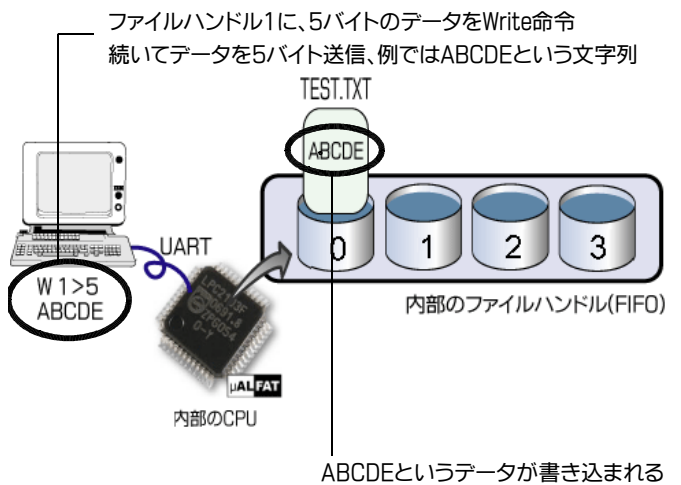 ファイルハンドル1に、5バイトのデータをWrite命令
続いてデータを5バイト送信、例ではABCDEという文字列
TEST.TXT
ABCDE
UART
0
1
2
3
W 1>5
ABCDE
内部のファイルハンドル(FIFO)
μALFAT
内部のCPU
ABCDEというデータが書き込まれる